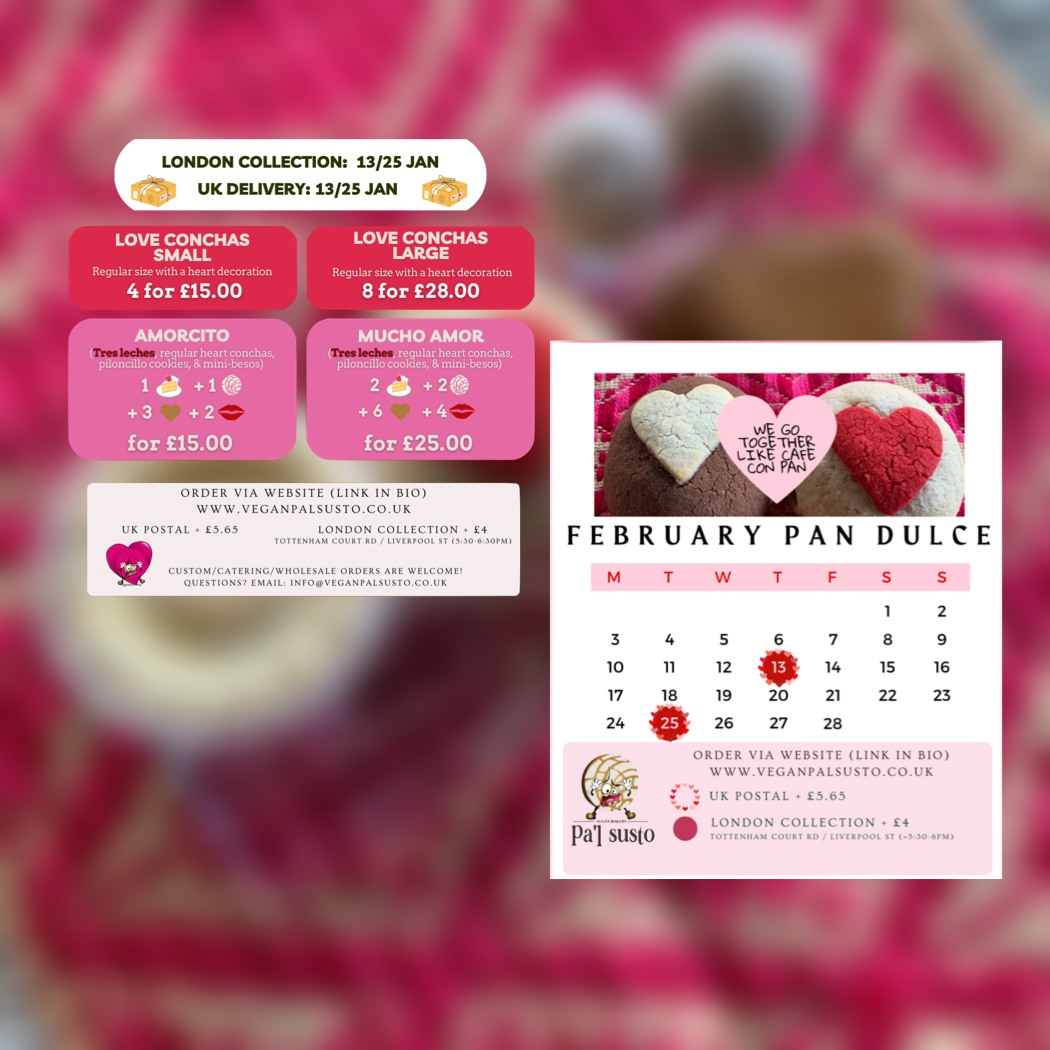 LONDON COLLECTION: 13/25 JAN
UK DELIVERY: 13/25 JAN
LOVE CONCHAS
SMALL
Regular size with a heart decoration
4 for £15.00
LOVE CONCHAS
LARGE
Regular size with a heart decoration
8 for £28.00
AMORCITO
(Tres leches, regular heart conchas,
piloncillo cookies, & mini-besos)
1 + 1
+ 3 + 2
for £15.00
MUCHO AMOR
(Tres leches, regular heart conchas,
piloncillo cookies, & mini-besos)
2 + 2
+ 6 + 4
for £25.00
ORDER VIA WEBSITE (LINK IN BIO)
WWW.VEGANPALSUSTO.CO.UK
UK POSTAL + £5.65
LONDON COLLECTION + £4
TOTTENHAM COURT RD / LIVERPOOL ST (5:30-6:30PM)
CUSTOM/CATERING/WHOLESALE ORDERS ARE WELCOME!
QUESTIONS? EMAIL: INFO@VEGANPALSUSTO.CO.UK
WE GO
TOGETHER
LIKE CAFE
CON PAN
FEBRUARY PAN DULCE
M T W T F S S
1 2
3 4 5 6 7 8 9
10 11 12 13 14 15 16
17 18 19 20 21 22 23
24 25 26 27 28
ORDER VIA WEBSITE (LINK IN BIO)
WWW.VEGANPALSUSTO.CO.UK
UK POSTAL + £5.65
LONDON COLLECTION + £4
TOTTENHAM COURT RD / LIVERPOOL ST (~5:30-6PM)
VEGAN BAKERY
Pa'l susto